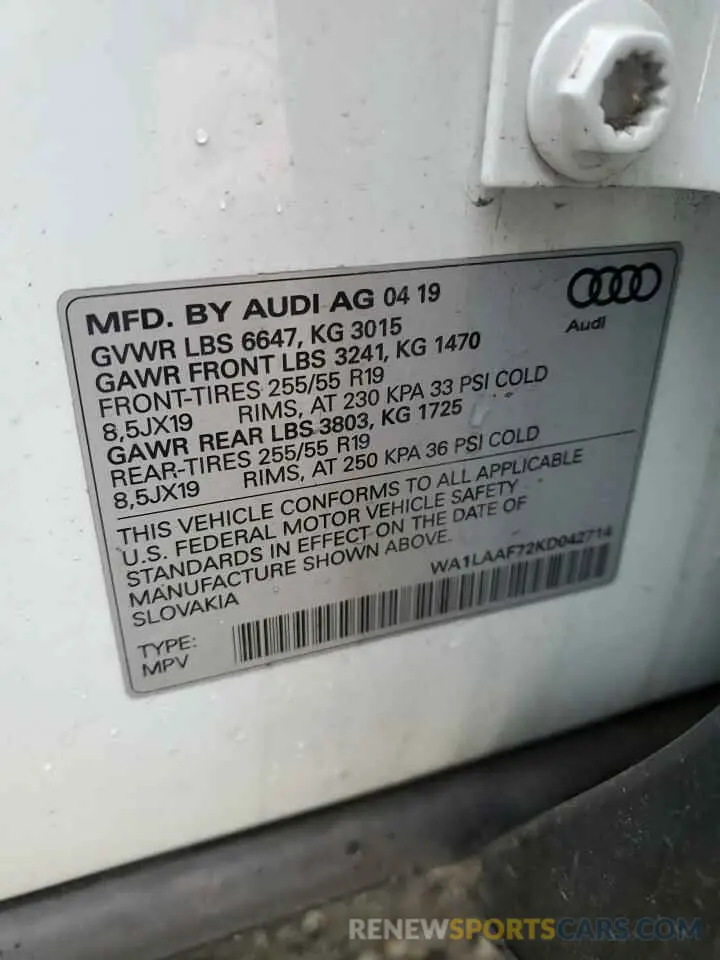 MFD. BY AUDI AG 04 19
GVWR LBS 6647, KG 3015
GAWR FRONT LBS 3241, KG 1470
FRONT-TIRES 255/55 R19
8,5JX19 RIMS, AT 230 KPA 33 PSI COLD
GAWR REAR LBS 3803, KG 1725
REAR-TIRES 255/55 R19
8,5JX19 RIMS, AT 250 KPA 36 PSI COLD
Audi
THIS VEHICLE CONFORMS TO ALL APPLICABLE
U.S. FEDERAL MOTOR VEHICLE SAFETY
STANDARDS IN EFFECT ON THE DATE OF
MANUFACTURE SHOWN ABOVE.
SLOVAKIA
WA1LAAF72KD042714
TYPE:
MPV
RENEWSPORTSCARS.COM